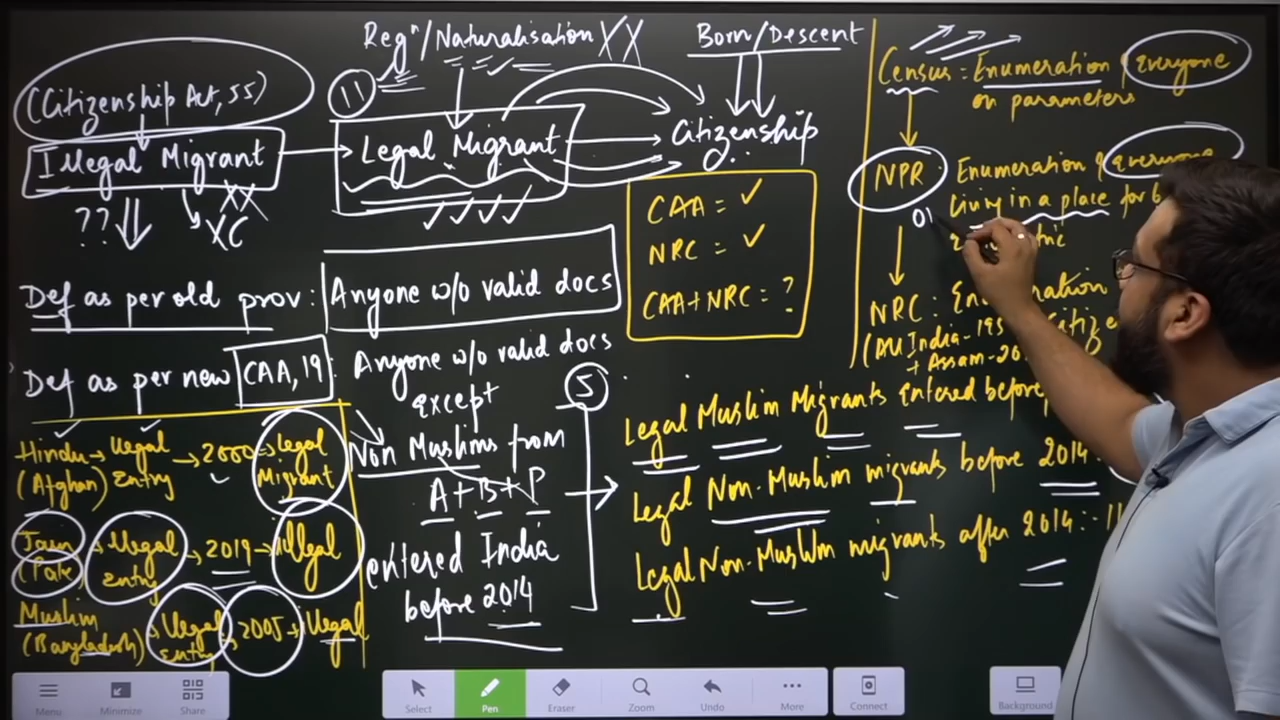 (Citizenship Act, 55)
Illegal Migrant
XX
XC
??
11
Regⁿ/Naturalisation XX
Legal Migrant
Born/Descent
Citizenship
Def as per old prov: Anyone w/o valid docs
Def as per new CAA, 19: Anyone w/o valid docs
except
Non Muslims from
A+B+P
entered India
before 2014
5
Hindu → Illegal → 2000 → Legal
(Afghan) Entry Migrant
Jain → Illegal → 2019 → illegal
(Pak) entry
Muslim → Illegal → 2005 → illegal
(Bangladesh) entry
CAA = ✓
NRC = ✓
CAA+NRC = ?
Legal Muslim Migrants Entered before
Legal Non-Muslim migrants before 2014
Legal Non-Muslim migrants after 2014:- 11
Census = Enumeration everyone
on parameters
NPR Enumeration everyone
Living in a place for 6
01
NRC:
(All India-195
+ Assam-20
Menu
Minimize
Share
Select
Pen
Eraser
Zoom
Undo
More
Connect
Background